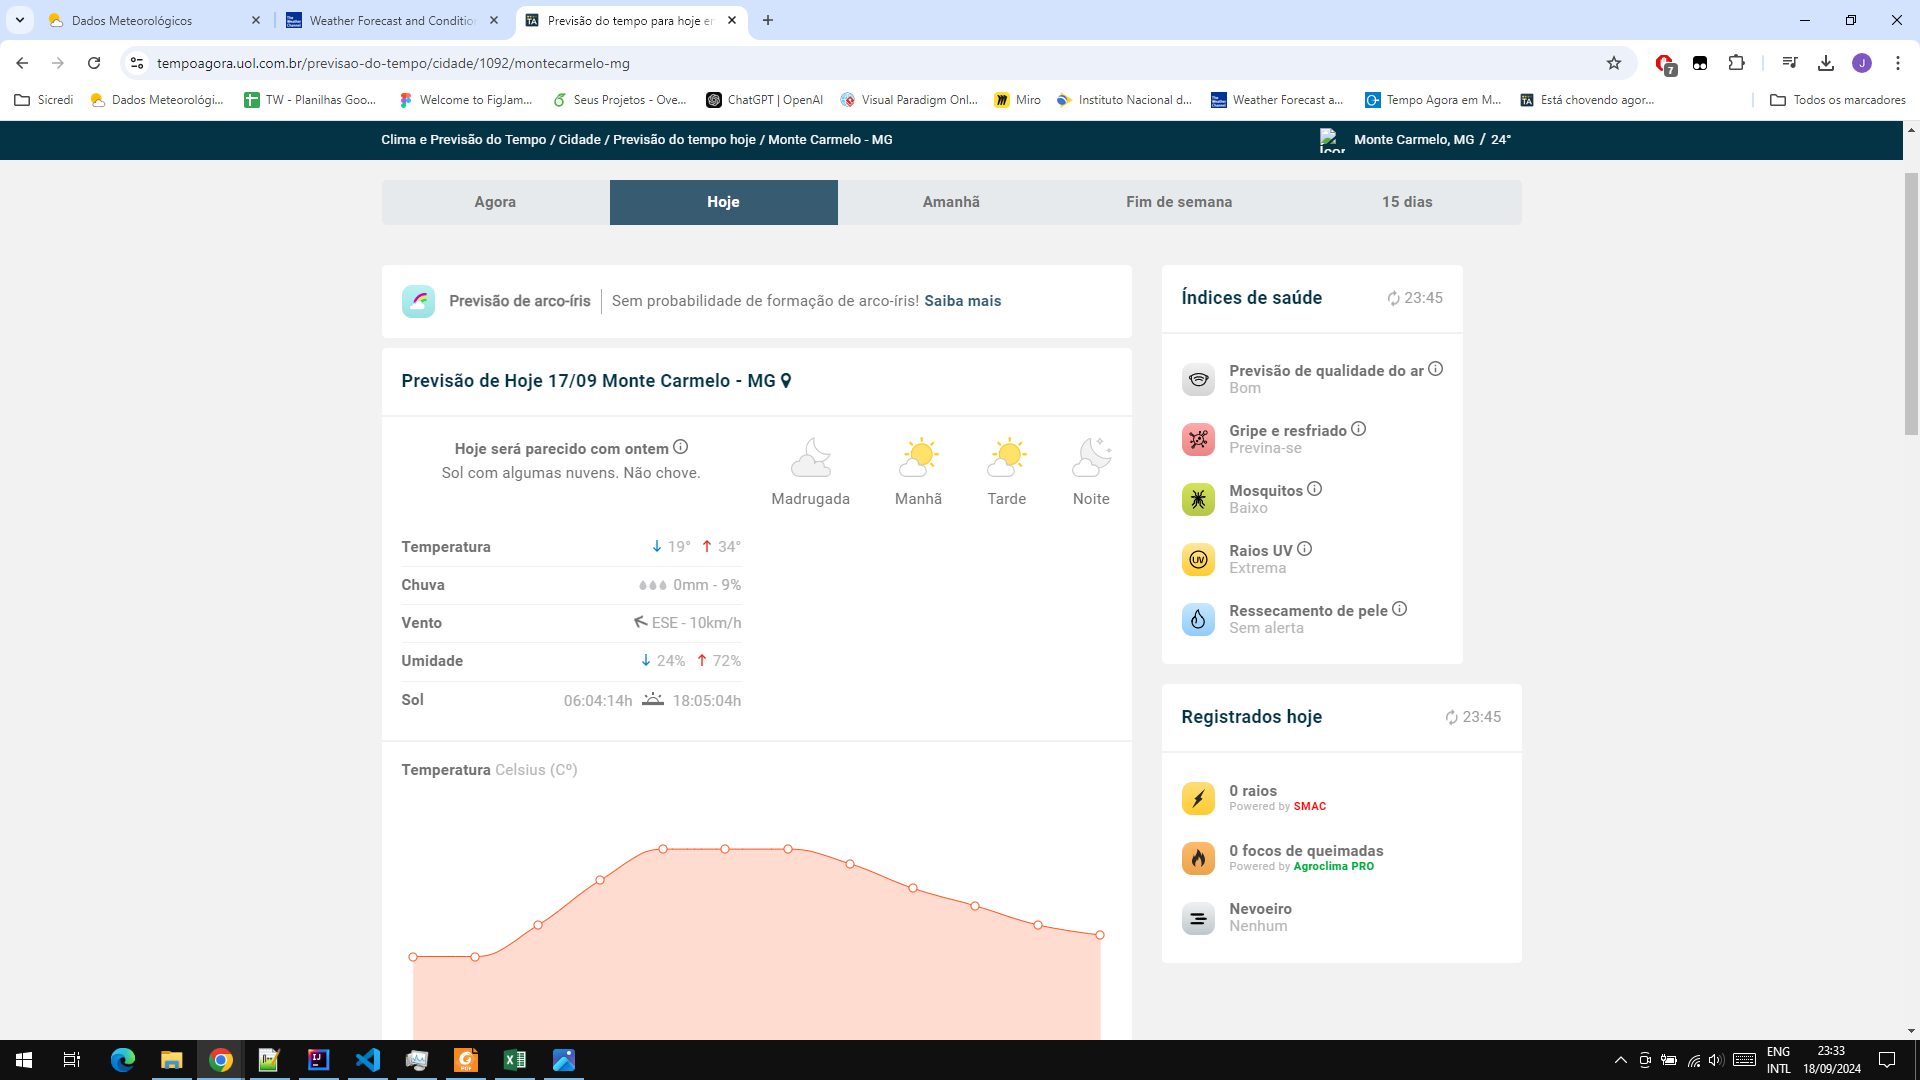 Dados Meteorológicos
Weather Forecast and Conditio
Previsão do tempo para hoje em
tempoagora.uol.com.br/previsao-do-tempo/cidade/1092/montecarmelo-mg
7
J
Sicredi
Dados Meteorológi...
TW - Planilhas Goo...
Welcome to FigJam...
Seus Projetos - Ove...
ChatGPT | OpenAI
Visual Paradigm Onl...
Miro
Instituto Nacional d...
Weather Forecast a...
Tempo Agora em M...
Está chovendo agor...
Todos os marcadores
Clima e Previsão do Tempo / Cidade / Previsão do tempo hoje / Monte Carmelo - MG
Monte Carmelo, MG / 24°
Agora
Hoje
Amanhã
Fim de semana
15 dias
Previsão de arco-íris
Sem probabilidade de formação de arco-íris! Saiba mais
Previsão de Hoje 17/09 Monte Carmelo - MG
Hoje será parecido com ontem
Sol com algumas nuvens. Não chove.
Madrugada
Manhã
Tarde
Noite
Temperatura
19° 34°
Chuva
0mm - 9%
Vento
ESE - 10km/h
Umidade
24% 72%
Sol
06:04:14h 18:05:04h
Temperatura Celsius (Cº)
Índices de saúde
23:45
Previsão de qualidade do ar
Bom
Gripe e resfriado
Previna-se
Mosquitos
Baixo
UV
Raios UV
Extrema
Ressecamento de pele
Sem alerta
Registrados hoje
23:45
0 raios
Powered by SMAC
0 focos de queimadas
Powered by Agroclima PRO
Nevoeiro
Nenhum
ENG
INTL
23:33
18/09/2024